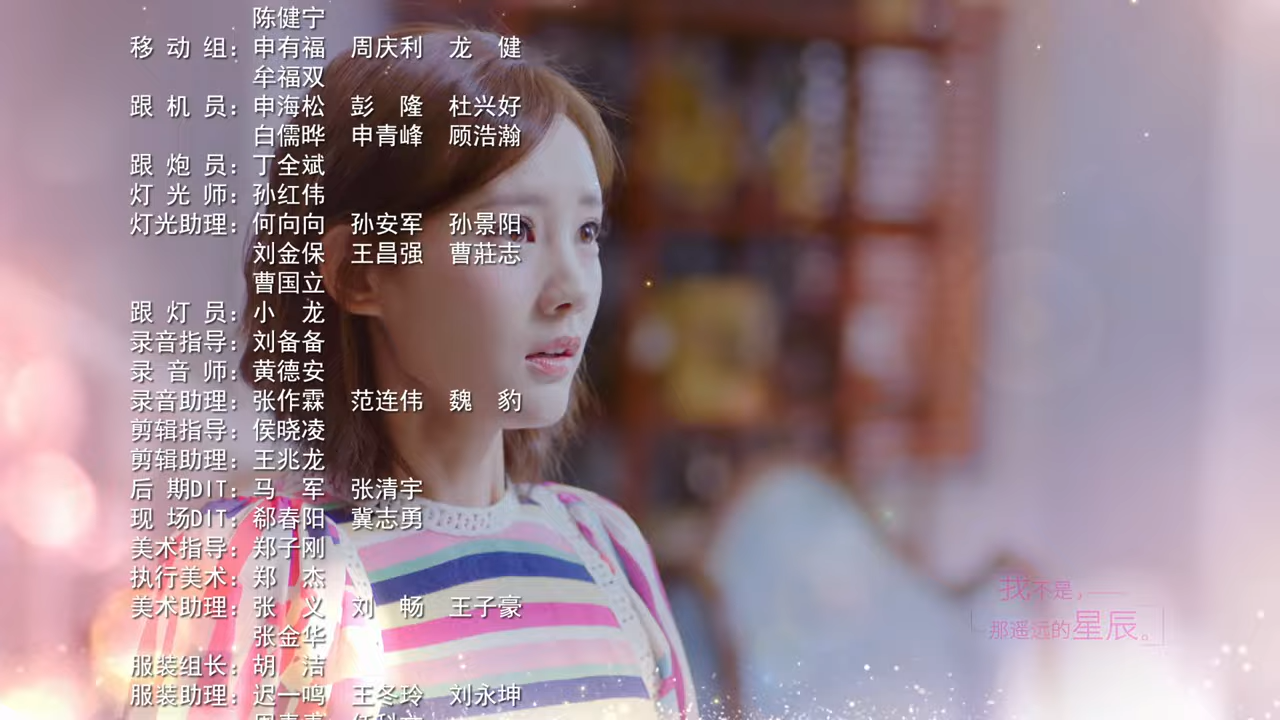 陈健宁
移 动 组：申有福 周庆利 龙 健
牟福双
跟 机 员：申海松 彭 隆 杜兴好
白儒晔 申青峰 顾浩瀚
跟 焦 员：丁全斌
灯 光 师：孙红伟
灯光助理：何向向 孙安军 孙景阳
刘金保 王昌强 曹莊志
曹国立
跟 灯 员：小 龙
录音指导：刘备备
录 音 师：黄德安
录音助理：张作霖 范连伟 魏 豹
剪辑指导：侯晓凌
剪辑助理：王兆龙
后 期DIT：马 军 张清宇
现 场DIT：郗春阳 冀志勇
美术指导：郑子刚
执行美术：郑 杰
美术助理：张 义 刘 畅 王子豪
张金华
服装组长：胡 洁
服装助理：迟一鸣 王冬玲 刘永坤
找不是，
那遥远的星辰。